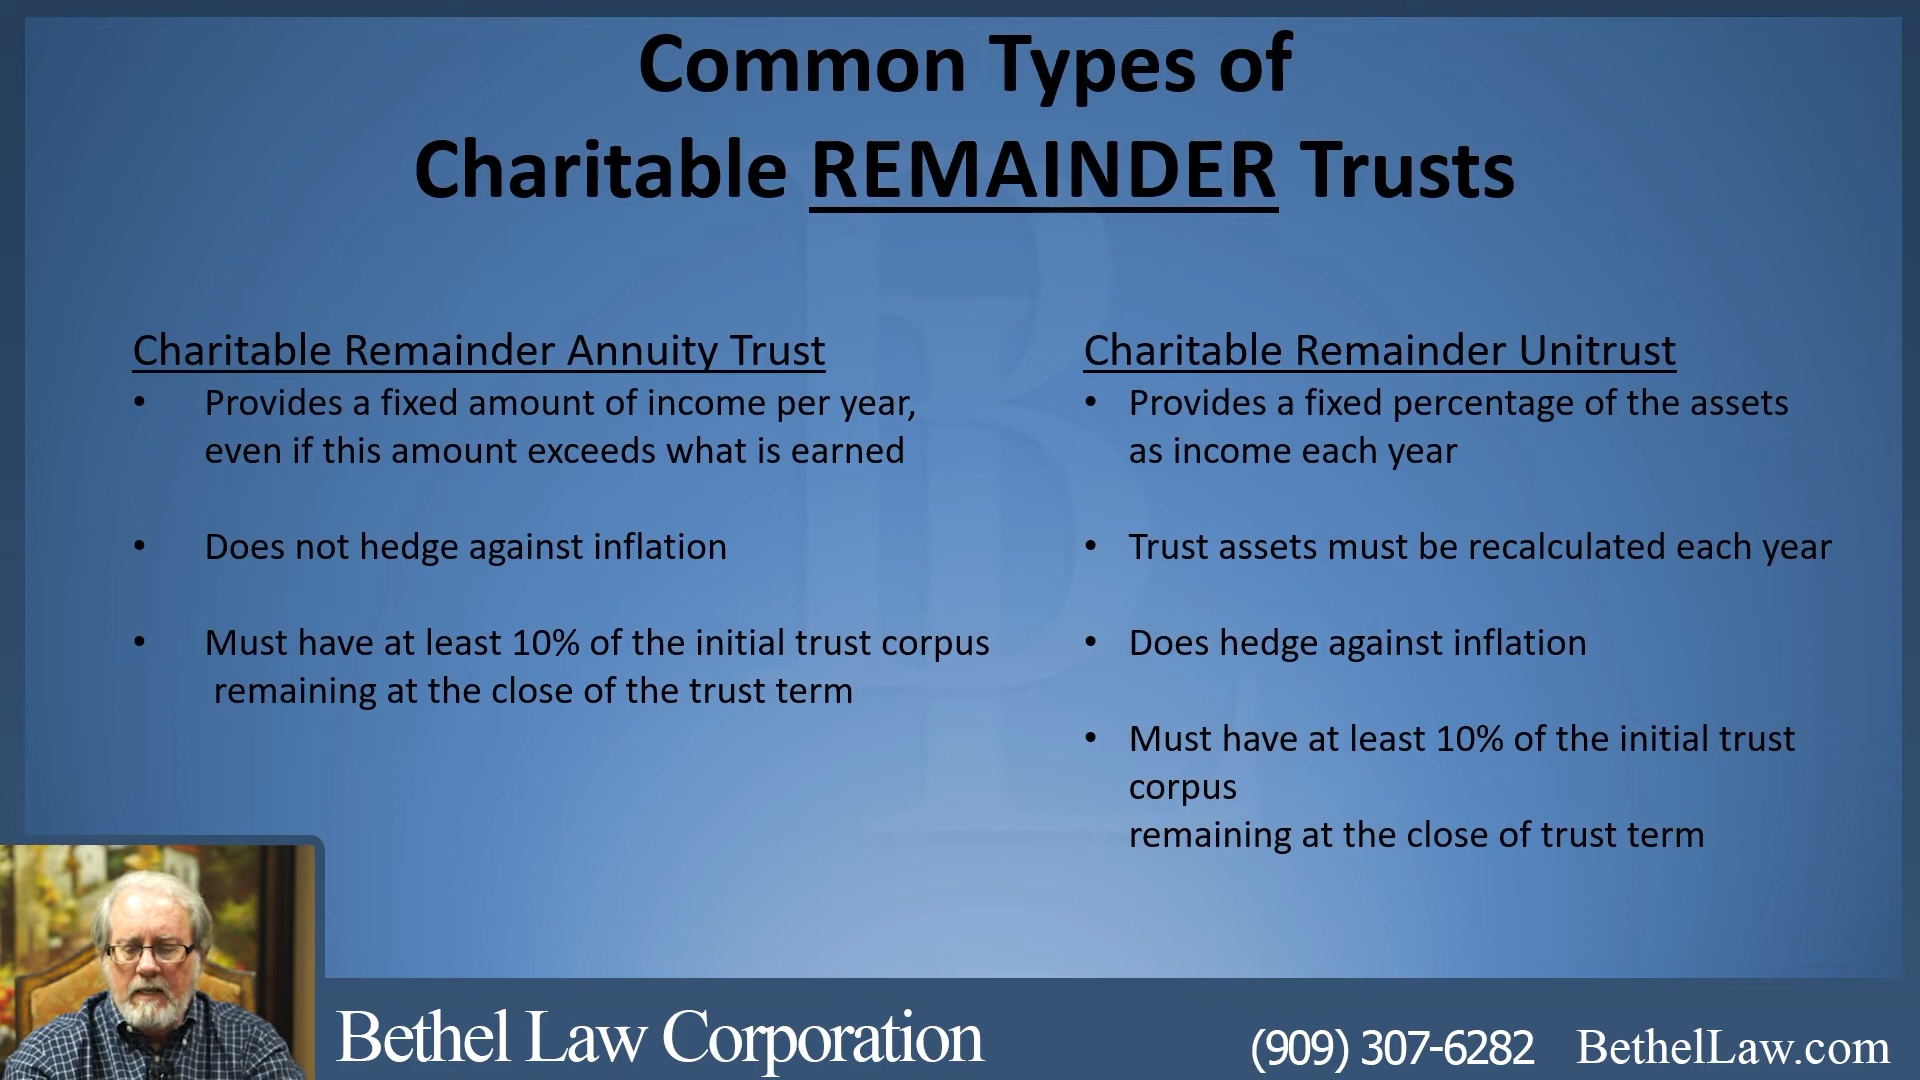 Common Types of
Charitable REMAINDER Trusts
Charitable Remainder Annuity Trust
• Provides a fixed amount of income per year,
even if this amount exceeds what is earned
• Does not hedge against inflation
• Must have at least 10% of the initial trust corpus
remaining at the close of the trust term
Charitable Remainder Unitrust
• Provides a fixed percentage of the assets
as income each year
• Trust assets must be recalculated each year
• Does hedge against inflation
• Must have at least 10% of the initial trust
corpus
remaining at the close of trust term
Bethel Law Corporation
(909) 307-6282
BethelLaw.com